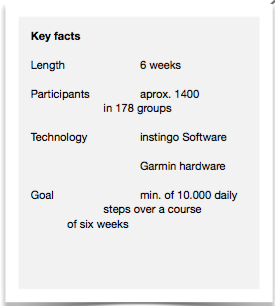 Key facts
Length 6 weeks
Participants aprox. 1400
in 178 groups
Technology instingo Software
Garmin hardware
Goal min. of 10.000 daily
steps over a course
of six weeks